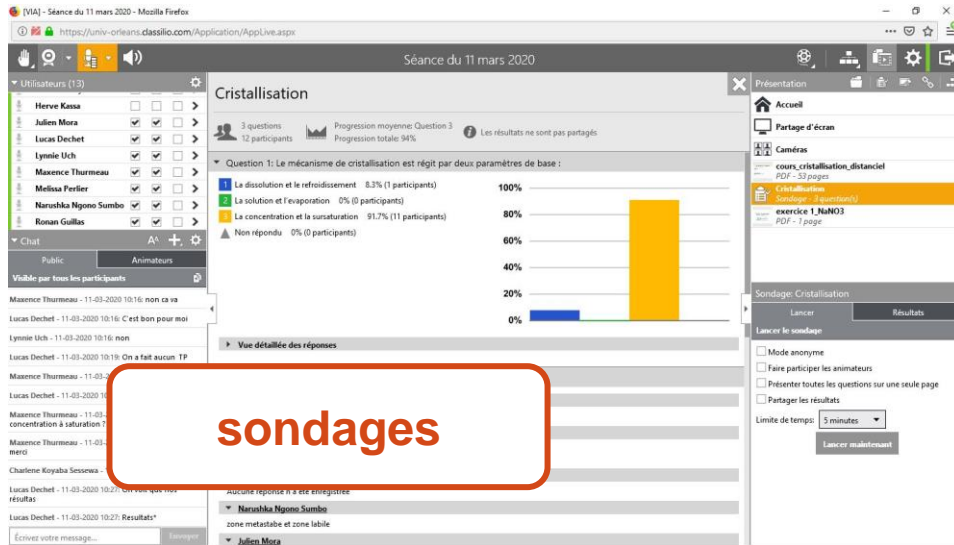 [VIA] - Séance du 11 mars 2020 - Mozilla Firefox
https://univ-orleans.classilio.com/Application/AppLive.aspx
Séance du 11 mars 2020
Utilisateurs (13)
Herve Kassa
Julien Mora
Lucas Dechet
Lynnie Uch
Maxence Thurmeau
Melissa Perlier
Narushka Ngono Sumbo
Ronan Guillas
Chat
Public
Animateurs
Visible par tous les participants
Maxence Thurmeau - 11-03-2020 10:16: non ca va
Lucas Dechet - 11-03-2020 10:16: C'est bon pour moi
Lynnie Uch - 11-03-2020 10:16: non
Lucas Dechet - 11-03-2020 10:19: On a fait aucun TP
Maxence Thurmeau - 11-03-2
Lucas Dechet - 11-03-2020 10
Maxence Thurmeau - 11-03-
concentration à saturation ?
Maxence Thurmeau - 11-03-
merci
Charlene Koyaba Sessewa -
Lucas Dechet - 11-03-2020 10:27: On voit que nos
résultas
Lucas Dechet - 11-03-2020 10:27: Resultats*
Écrivez votre message...
Envoyer
Cristallisation
3 questions
12 participants
Progression moyenne: Question 3
Progression totale: 94%
Les résultats ne sont pas partagés
Question 1: Le mécanisme de cristallisation est régit par deux paramètres de base :
1 La dissolution et le refroidissement 8.3% (1 participants)
2 La solution et l'evaporation 0% (0 participants)
3 La concentration et la sursaturation 91.7% (11 participants)
Non répondu 0% (0 participants)
100%
80%
60%
40%
20%
0%
Vue détaillée des réponses
sondages
Aucune réponse n'a été enregistrée
Narushka Ngono Sumbo
zone metastabe et zone labile
Julien Mora
Présentation
Accueil
Partage d'écran
Caméras
cours_cristallisation_distanciel
PDF - 53 pages
Cristallisation
Sondage - 3 question(s)
exercice 1_NaNO3
PDF - 1 page
Sondage: Cristallisation
Lancer
Résultats
Lancer le sondage
Mode anonyme
Faire participer les animateurs
Présenter toutes les questions sur une seule page
Partager les résultats
Limite de temps: 5 minutes
Lancer maintenant